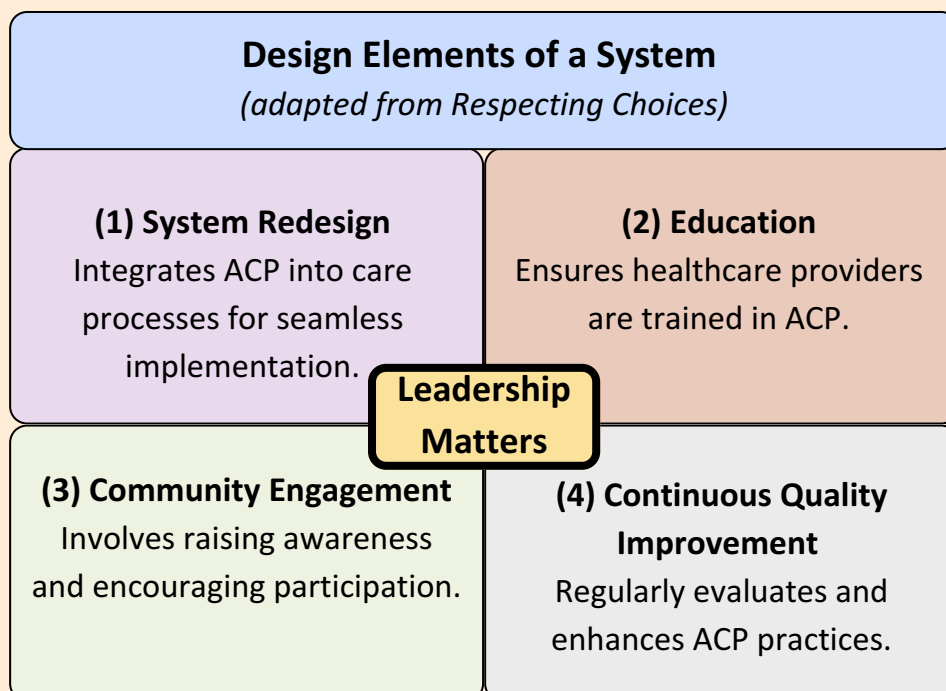 Design Elements of a System
(adapted from Respecting Choices)
(1) System Redesign
Integrates ACP into care
processes for seamless
implementation.
(2) Education
Ensures healthcare providers
are trained in ACP.
Leadership
Matters
(3) Community Engagement
Involves raising awareness
and encouraging participation.
(4) Continuous Quality
Improvement
Regularly evaluates and
enhances ACP practices.